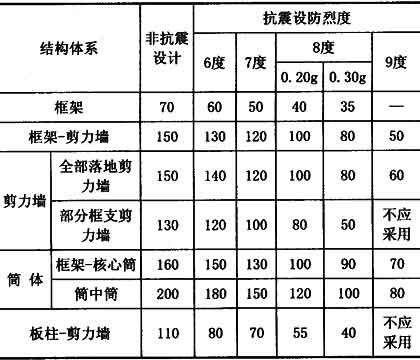 结构体系 非抗震设计 抗震设防烈度
6度 7度 8度 9度
0.20g 0.30g
框架 70 60 50 40 35 —
框架-剪力墙 150 130 120 100 80 50
剪力墙 全部落地剪力墙 150 140 120 100 80 60
部分框支剪力墙 130 120 100 80 50 不应采用
筒体 框架-核心筒 160 150 130 100 90 70
筒中筒 200 180 150 120 100 80
板柱-剪力墙 110 80 70 55 40 不应采用